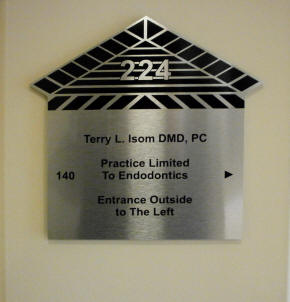 224
Terry L. Isom DMD, PC
Practice Limited
140 To Endodontics
Entrance Outside
to The Left